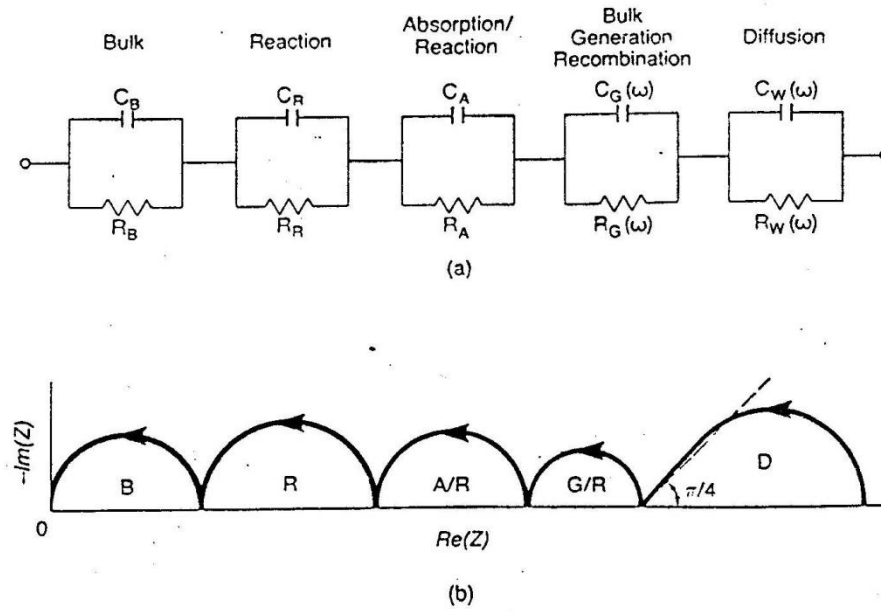 Bulk
Reaction
Absorption/
Reaction
Bulk
Generation
Recombination
Diffusion
C_B
C_R
C_A
C_G(ω)
C_W(ω)
R_B
R_R
R_A
R_G(ω)
R_W(ω)
(a)
–Im(Z)
B
R
A/R
G/R
π/4
D
0
Re(Z)
(b)